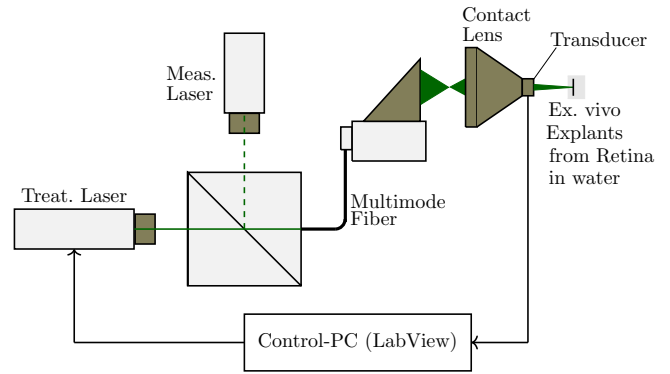 Contact
Lens
Transducer
Meas.
Laser
Ex. vivo
Explants
from Retina
in water
Treat. Laser
Multimode
Fiber
Control-PC (LabView)